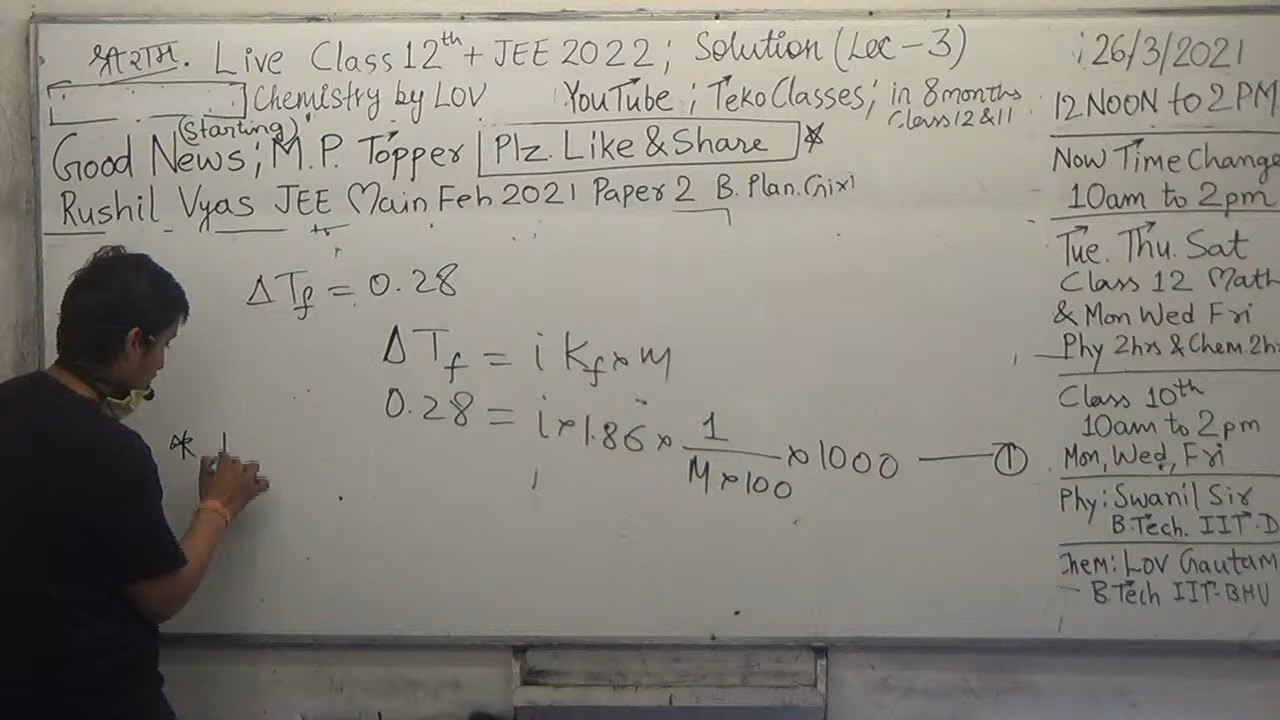 श्री राम. Live Class 12th + JEE 2022 ; Solution (Lec - 3)
Chemistry by LOV YouTube ; TekoClasses ; in 8 months
Class 12 & 11
(Starting)
Good News ; M.P. Topper Plz. Like & Share *
Rushil Vyas JEE Main Feb 2021 Paper 2 B. Plan.
ΔTf = 0.28
ΔTf = i Kf × m
0.28 = i × 1.86 × 1/(M × 100) × 1000 —— ①
*
26/3/2021
12 NOON to 2 PM
Now Time Change
10am to 2pm
Tue. Thu. Sat
Class 12 Math
& Mon Wed Fri
Phy 2hrs & Chem. 2h
Class 10th
10am to 2pm
Mon, Wed, Fri
Phy : Swanil Sir
B.Tech. IIT-D
Chem : Lov Gautam
B.Tech IIT-BHU